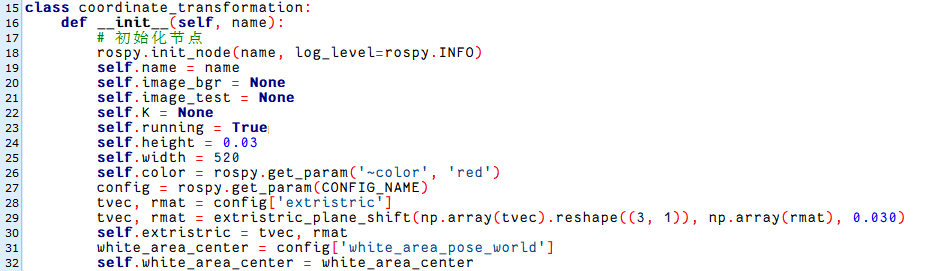 15 class coordinate_transformation:
16     def __init__(self, name):
17         # 初始化节点
18         rospy.init_node(name, log_level=rospy.INFO)
19         self.name = name
20         self.image_bgr = None
21         self.image_test = None
22         self.K = None
23         self.running = True
24         self.height = 0.03
25         self.width = 520
26         self.color = rospy.get_param('~color', 'red')
27         config = rospy.get_param(CONFIG_NAME)
28         tvec, rmat = config['extristric']
29         tvec, rmat = extristric_plane_shift(np.array(tvec).reshape((3, 1)), np.array(rmat), 0.030)
30         self.extristric = tvec, rmat
31         white_area_center = config['white_area_pose_world']
32         self.white_area_center = white_area_center